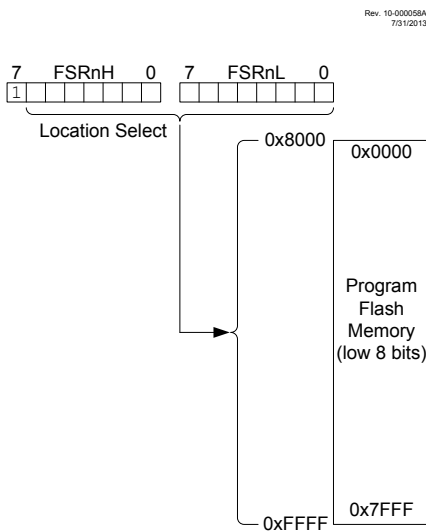 Rev. 10-000058A
7/31/2013
7 FSRnH 0 7 FSRnL 0
1
Location Select
0x8000
0x0000
Program
Flash
Memory
(low 8 bits)
0x7FFF
0xFFFF